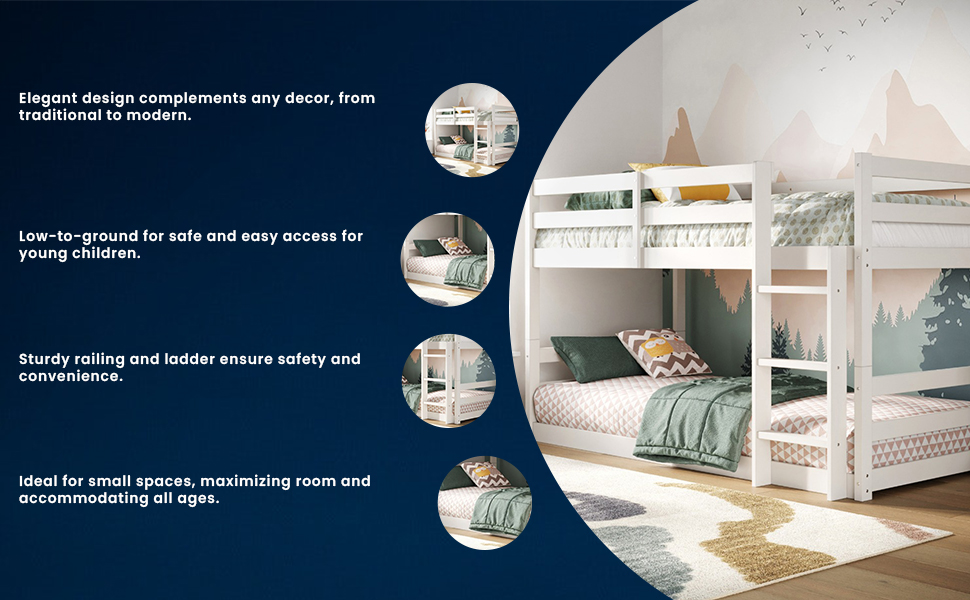 Elegant design complements any decor, from
traditional to modern.
Low-to-ground for safe and easy access for
young children.
Sturdy railing and ladder ensure safety and
convenience.
Ideal for small spaces, maximizing room and
accommodating all ages.